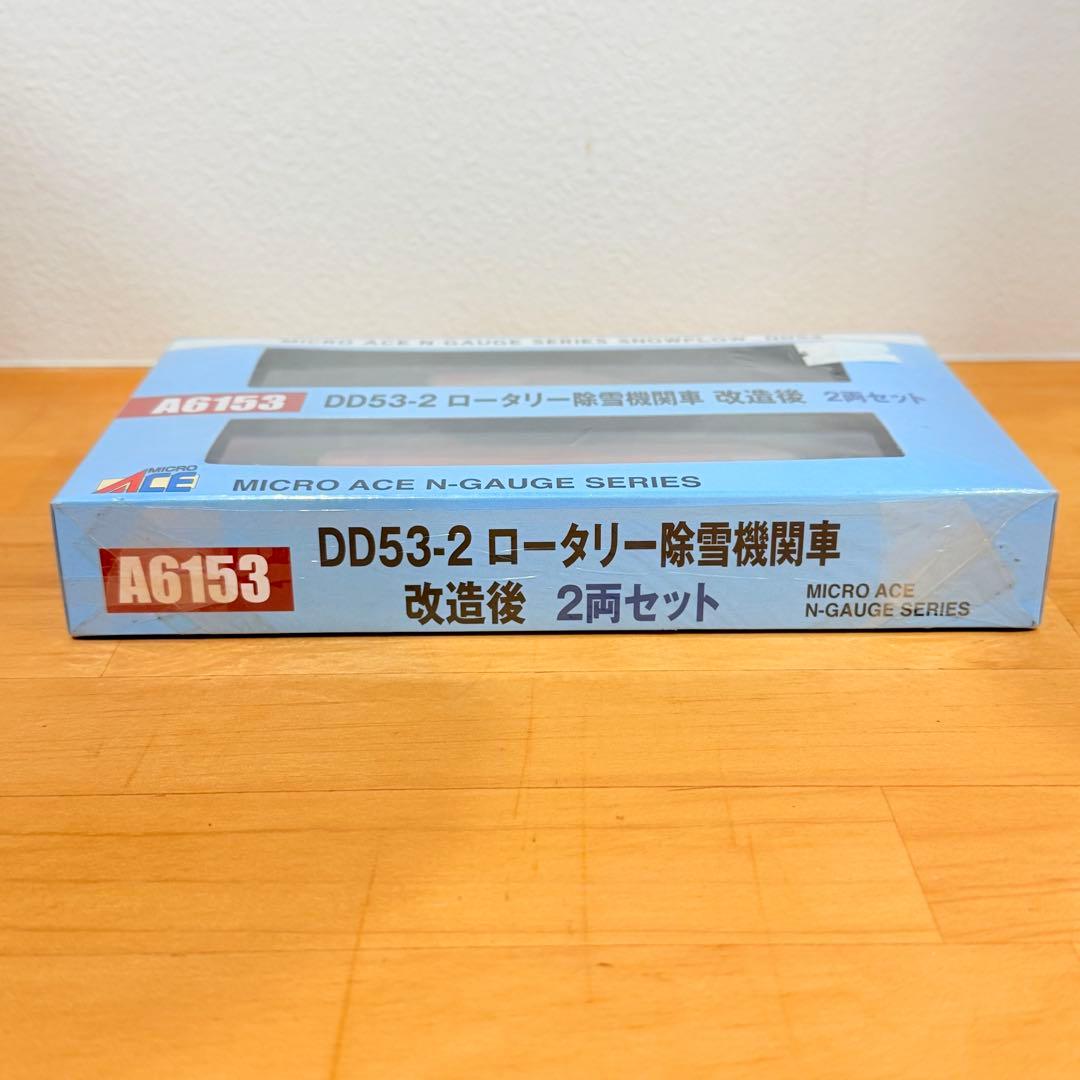 MICRO ACE N-GAUGE SERIES SNOWPLOW
A6153 DD53-2 ロータリー除雪機関車 改造後 2両セット
MICRO ACE
MICRO ACE N-GAUGE SERIES
A6153
DD53-2 ロータリー除雪機関車
改造後 2両セット
MICRO ACE
N-GAUGE SERIES